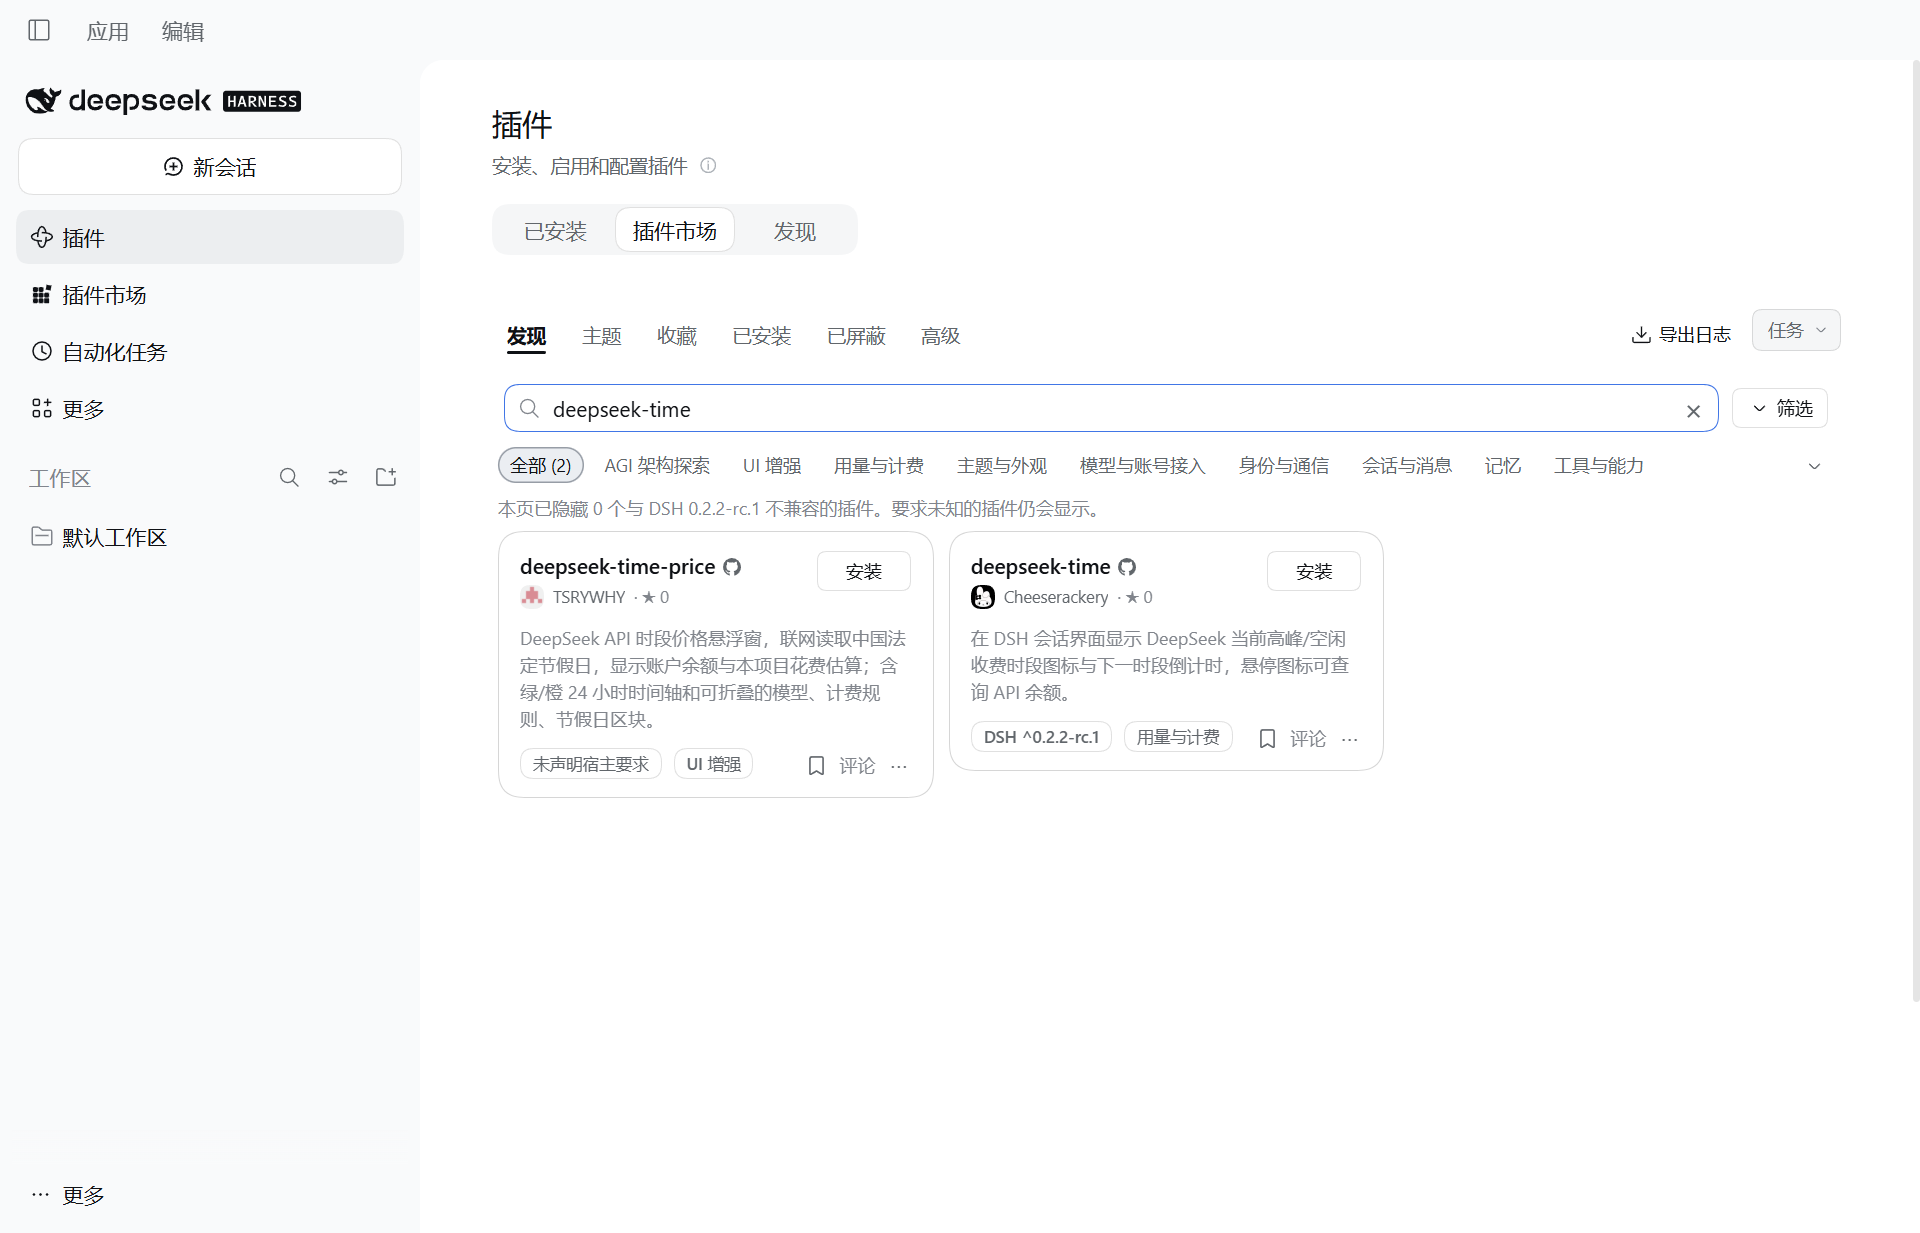 应用 编辑
deepseek HARNESS
新会话
插件
插件市场
自动化任务
更多
工作区
默认工作区
更多
插件
安装、启用和配置插件
已安装 插件市场 发现
发现 主题 收藏 已安装 已屏蔽 高级
导出日志 任务
deepseek-time
筛选
全部 (2) AGI 架构探索 UI 增强 用量与计费 主题与外观 模型与账号接入 身份与通信 会话与消息 记忆 工具与能力
本页已隐藏 0 个与 DSH 0.2.2-rc.1 不兼容的插件。要求未知的插件仍会显示。
deepseek-time-price
安装
TSRYWHY · ★ 0
DeepSeek API 时段价格悬浮窗，联网读取中国法
定节假日，显示账户余额与本项目花费估算；含
绿/橙 24 小时时间轴和可折叠的模型、计费规
则、节假日区块。
未声明宿主要求 UI 增强 评论 ···
deepseek-time
安装
Cheeserackery · ★ 0
在 DSH 会话界面显示 DeepSeek 当前高峰/空闲
收费时段图标与下一时段倒计时，悬停图标可查
询 API 余额。
DSH ^0.2.2-rc.1 用量与计费 评论 ···